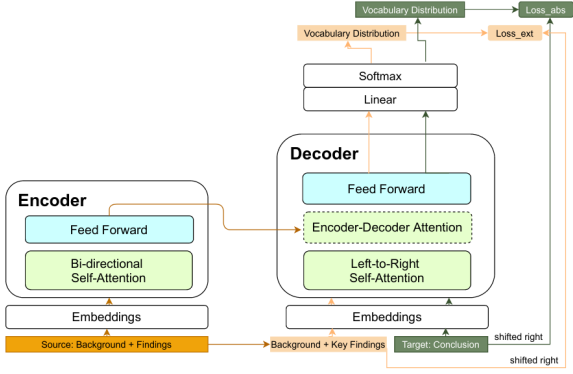 Vocabulary Distribution
Loss_abs
Vocabulary Distribution
Loss_ext
Softmax
Linear
Decoder
Feed Forward
Encoder-Decoder Attention
Left-to-Right
Self-Attention
Encoder
Feed Forward
Bi-directional
Self-Attention
Embeddings
Embeddings
shifted right
Source: Background + Findings
Background + Key Findings
Target: Conclusion
shifted right